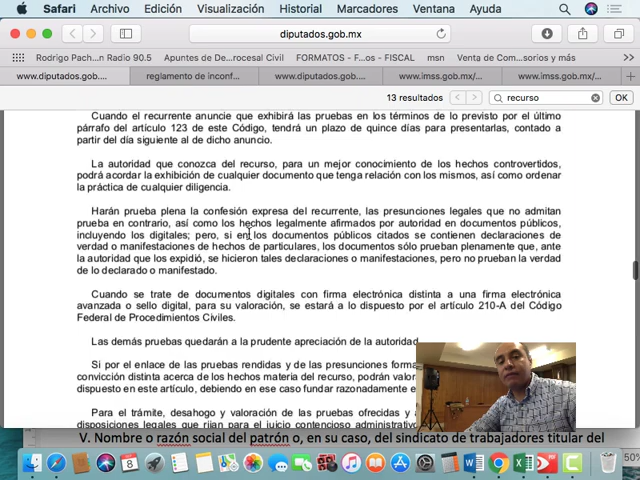 Safari Archivo Edición Visualización Historial Marcadores Ventana Ayuda
diputados.gob.mx
Rodrigo Pach...n Radio 90.5 Apuntes de D...rocesal Civil FORMATOS - F...os - FISCAL msn Venta de Com...sorios y más
www.diputados.gob.... reglamento de inconf... www.diputados.gob.... www.imss.gob.mx/... www.imss.gob.mx/...
13 resultados recurso OK
Cuando el recurrente anuncie que exhibirá las pruebas en los términos de lo previsto por el último
párrafo del artículo 123 de este Código, tendrá un plazo de quince días para presentarlas, contado a
partir del día siguiente al de dicho anuncio.
La autoridad que conozca del recurso, para un mejor conocimiento de los hechos controvertidos,
podrá acordar la exhibición de cualquier documento que tenga relación con los mismos, así como ordenar
la práctica de cualquier diligencia.
Harán prueba plena la confesión expresa del recurrente, las presunciones legales que no admitan
prueba en contrario, así como los hechos legalmente afirmados por autoridad en documentos públicos,
incluyendo los digitales; pero, si en los documentos públicos citados se contienen declaraciones de
verdad o manifestaciones de hechos de particulares, los documentos sólo prueban plenamente que, ante
la autoridad que los expidió, se hicieron tales declaraciones o manifestaciones, pero no prueban la verdad
de lo declarado o manifestado.
Cuando se trate de documentos digitales con firma electrónica distinta a una firma electrónica
avanzada o sello digital, para su valoración, se estará a lo dispuesto por el artículo 210-A del Código
Federal de Procedimientos Civiles.
Las demás pruebas quedarán a la prudente apreciación de la autoridad.
Si por el enlace de las pruebas rendidas y de las presunciones forma
convicción distinta acerca de los hechos materia del recurso, podrán valora
dispuesto en este artículo, debiendo en ese caso fundar razonadamente e
Para el trámite, desahogo y valoración de las pruebas ofrecidas y a
disposiciones legales que rijan para el juicio contencioso administrativo
V. Nombre o razón social del patrón o, en su caso, del sindicato de trabajadores titular del
50%
8